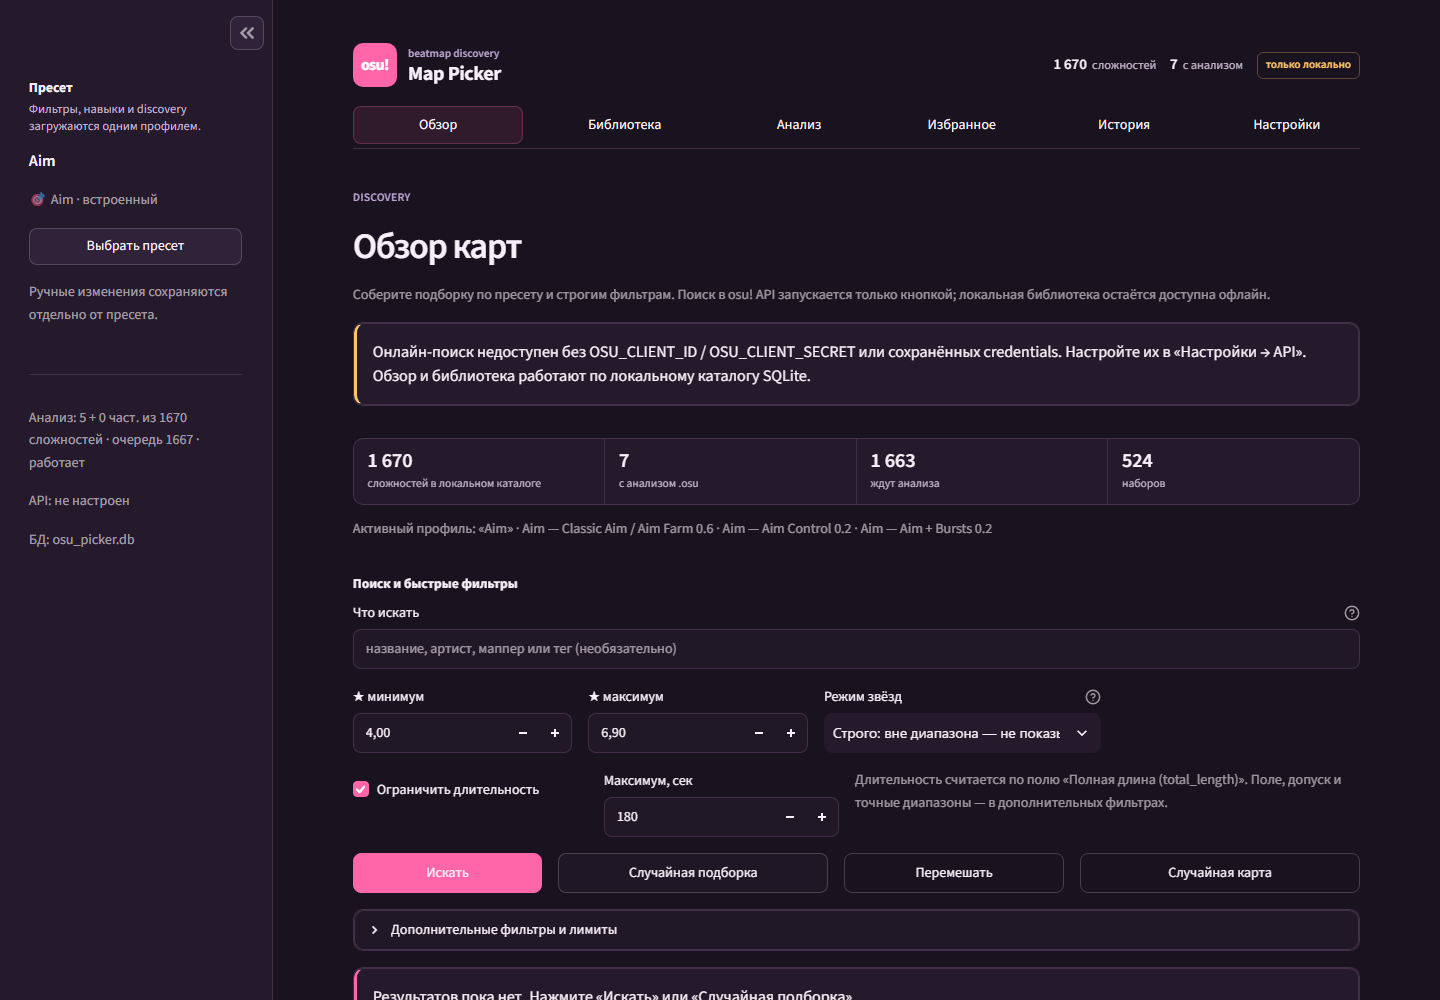 Пресет
Фильтры, навыки и discovery
загружаются одним профилем.
Aim
Aim · встроенный
Выбрать пресет
Ручные изменения сохраняются
отдельно от пресета.
Анализ: 5 + 0 част. из 1670
сложностей · очередь 1667 ·
работает
API: не настроен
БД: osu_picker.db
osu!
beatmap discovery
Map Picker
1 670 сложностей 7 с анализом только локально
Обзор Библиотека Анализ Избранное История Настройки
DISCOVERY
Обзор карт
Соберите подборку по пресету и строгим фильтрам. Поиск в osu! API запускается только кнопкой; локальная библиотека остаётся доступна офлайн.
Онлайн-поиск недоступен без OSU_CLIENT_ID / OSU_CLIENT_SECRET или сохранённых credentials. Настройте их в «Настройки → API».
Обзор и библиотека работают по локальному каталогу SQLite.
1 670 7 1 663 524
сложностей в локальном каталоге с анализом .osu ждут анализа наборов
Активный профиль: «Aim» · Aim — Classic Aim / Aim Farm 0.6 · Aim — Aim Control 0.2 · Aim — Aim + Bursts 0.2
Поиск и быстрые фильтры
Что искать
название, артист, маппер или тег (необязательно)
★ минимум ★ максимум Режим звёзд
4,00 − + 6,90 − + Строго: вне диапазона — не показь
Ограничить длительность
Максимум, сек
180 − +
Длительность считается по полю «Полная длина (total_length)». Поле, допуск и
точные диапазоны — в дополнительных фильтрах.
Искать Случайная подборка Перемешать Случайная карта
Дополнительные фильтры и лимиты
Результатов пока нет. Нажмите «Искать» или «Случайная подборка».